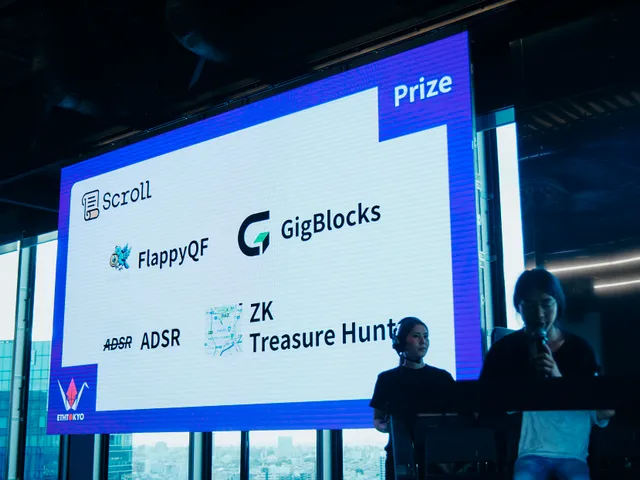 Prize
Scroll
FlappyQF
GigBlocks
ADSR ADSR
ZK
Treasure Hunt
ETHTOKYO